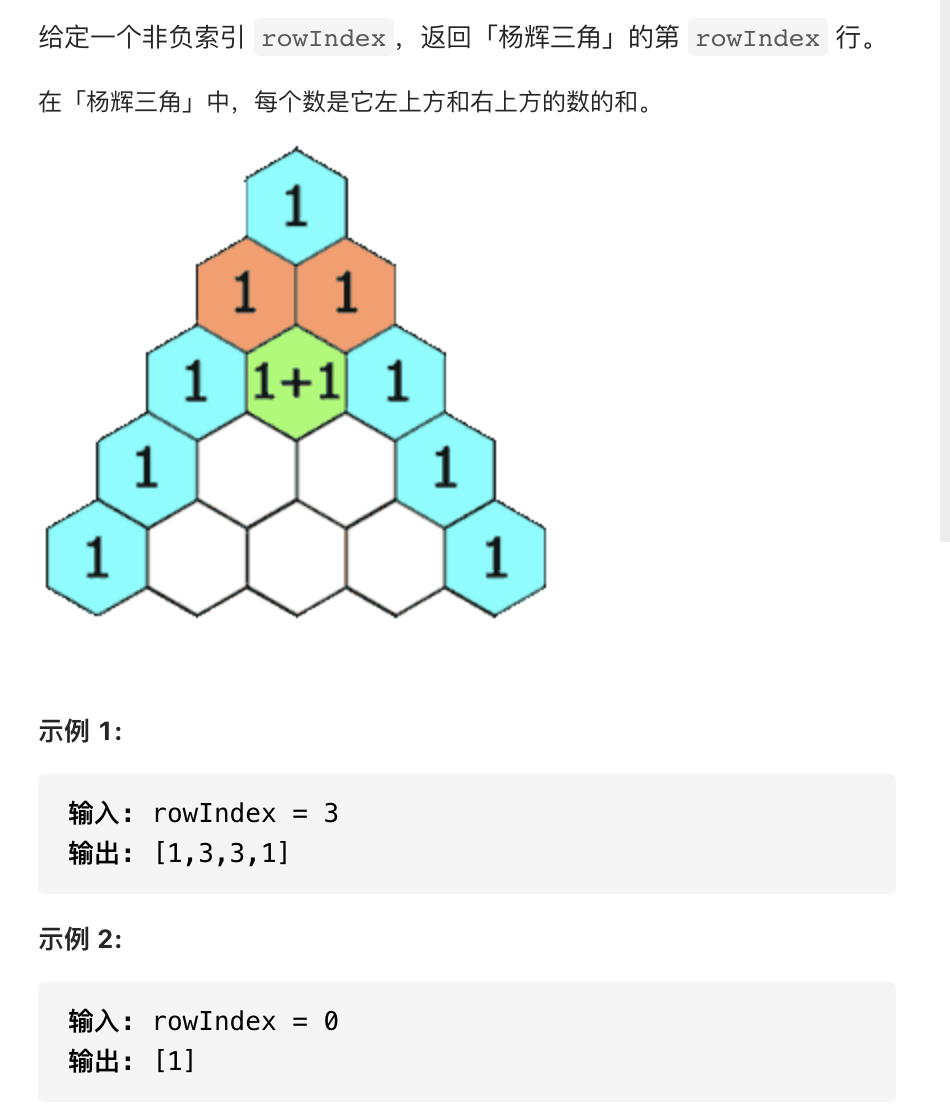 给定一个非负索引 rowIndex，返回「杨辉三角」的第 rowIndex 行。
在「杨辉三角」中，每个数是它左上方和右上方的数的和。
1
1 1
1 1+1 1
1 1
1 1
示例 1:
输入: rowIndex = 3
输出: [1,3,3,1]
示例 2:
输入: rowIndex = 0
输出: [1]